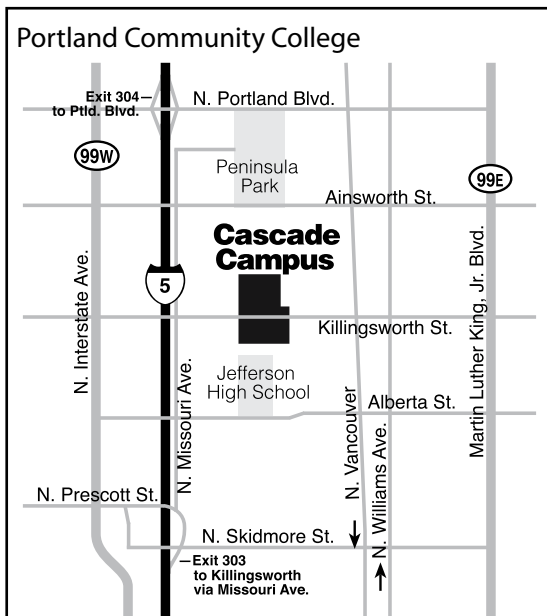 Portland Community College
Exit 304
to Ptld. Blvd.
N. Portland Blvd.
99W
Peninsula
Park
99E
Ainsworth St.
Cascade
Campus
5
N. Interstate Ave.
Martin Luther King, Jr. Blvd.
Killingsworth St.
N. Missouri Ave.
Jefferson
High School
N. Vancouver
Alberta St.
N. Williams Ave.
N. Prescott St.
N. Skidmore St.
Exit 303
to Killingsworth
via Missouri Ave.